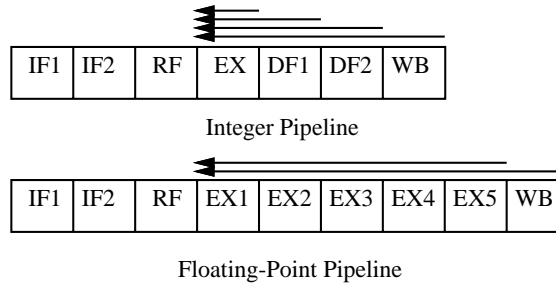 IF1 IF2 RF EX DF1 DF2 WB
Integer Pipeline
IF1 IF2 RF EX1 EX2 EX3 EX4 EX5 WB
Floating-Point Pipeline